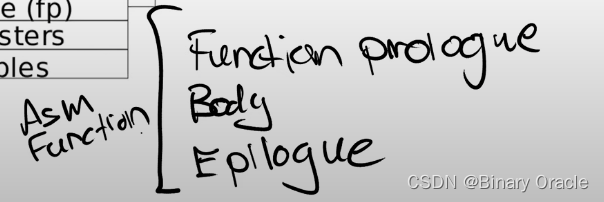 e (fp)
sters
bles
Function prologue
Body
Epilogue
Asm
Function
CSDN @Binary Oracle